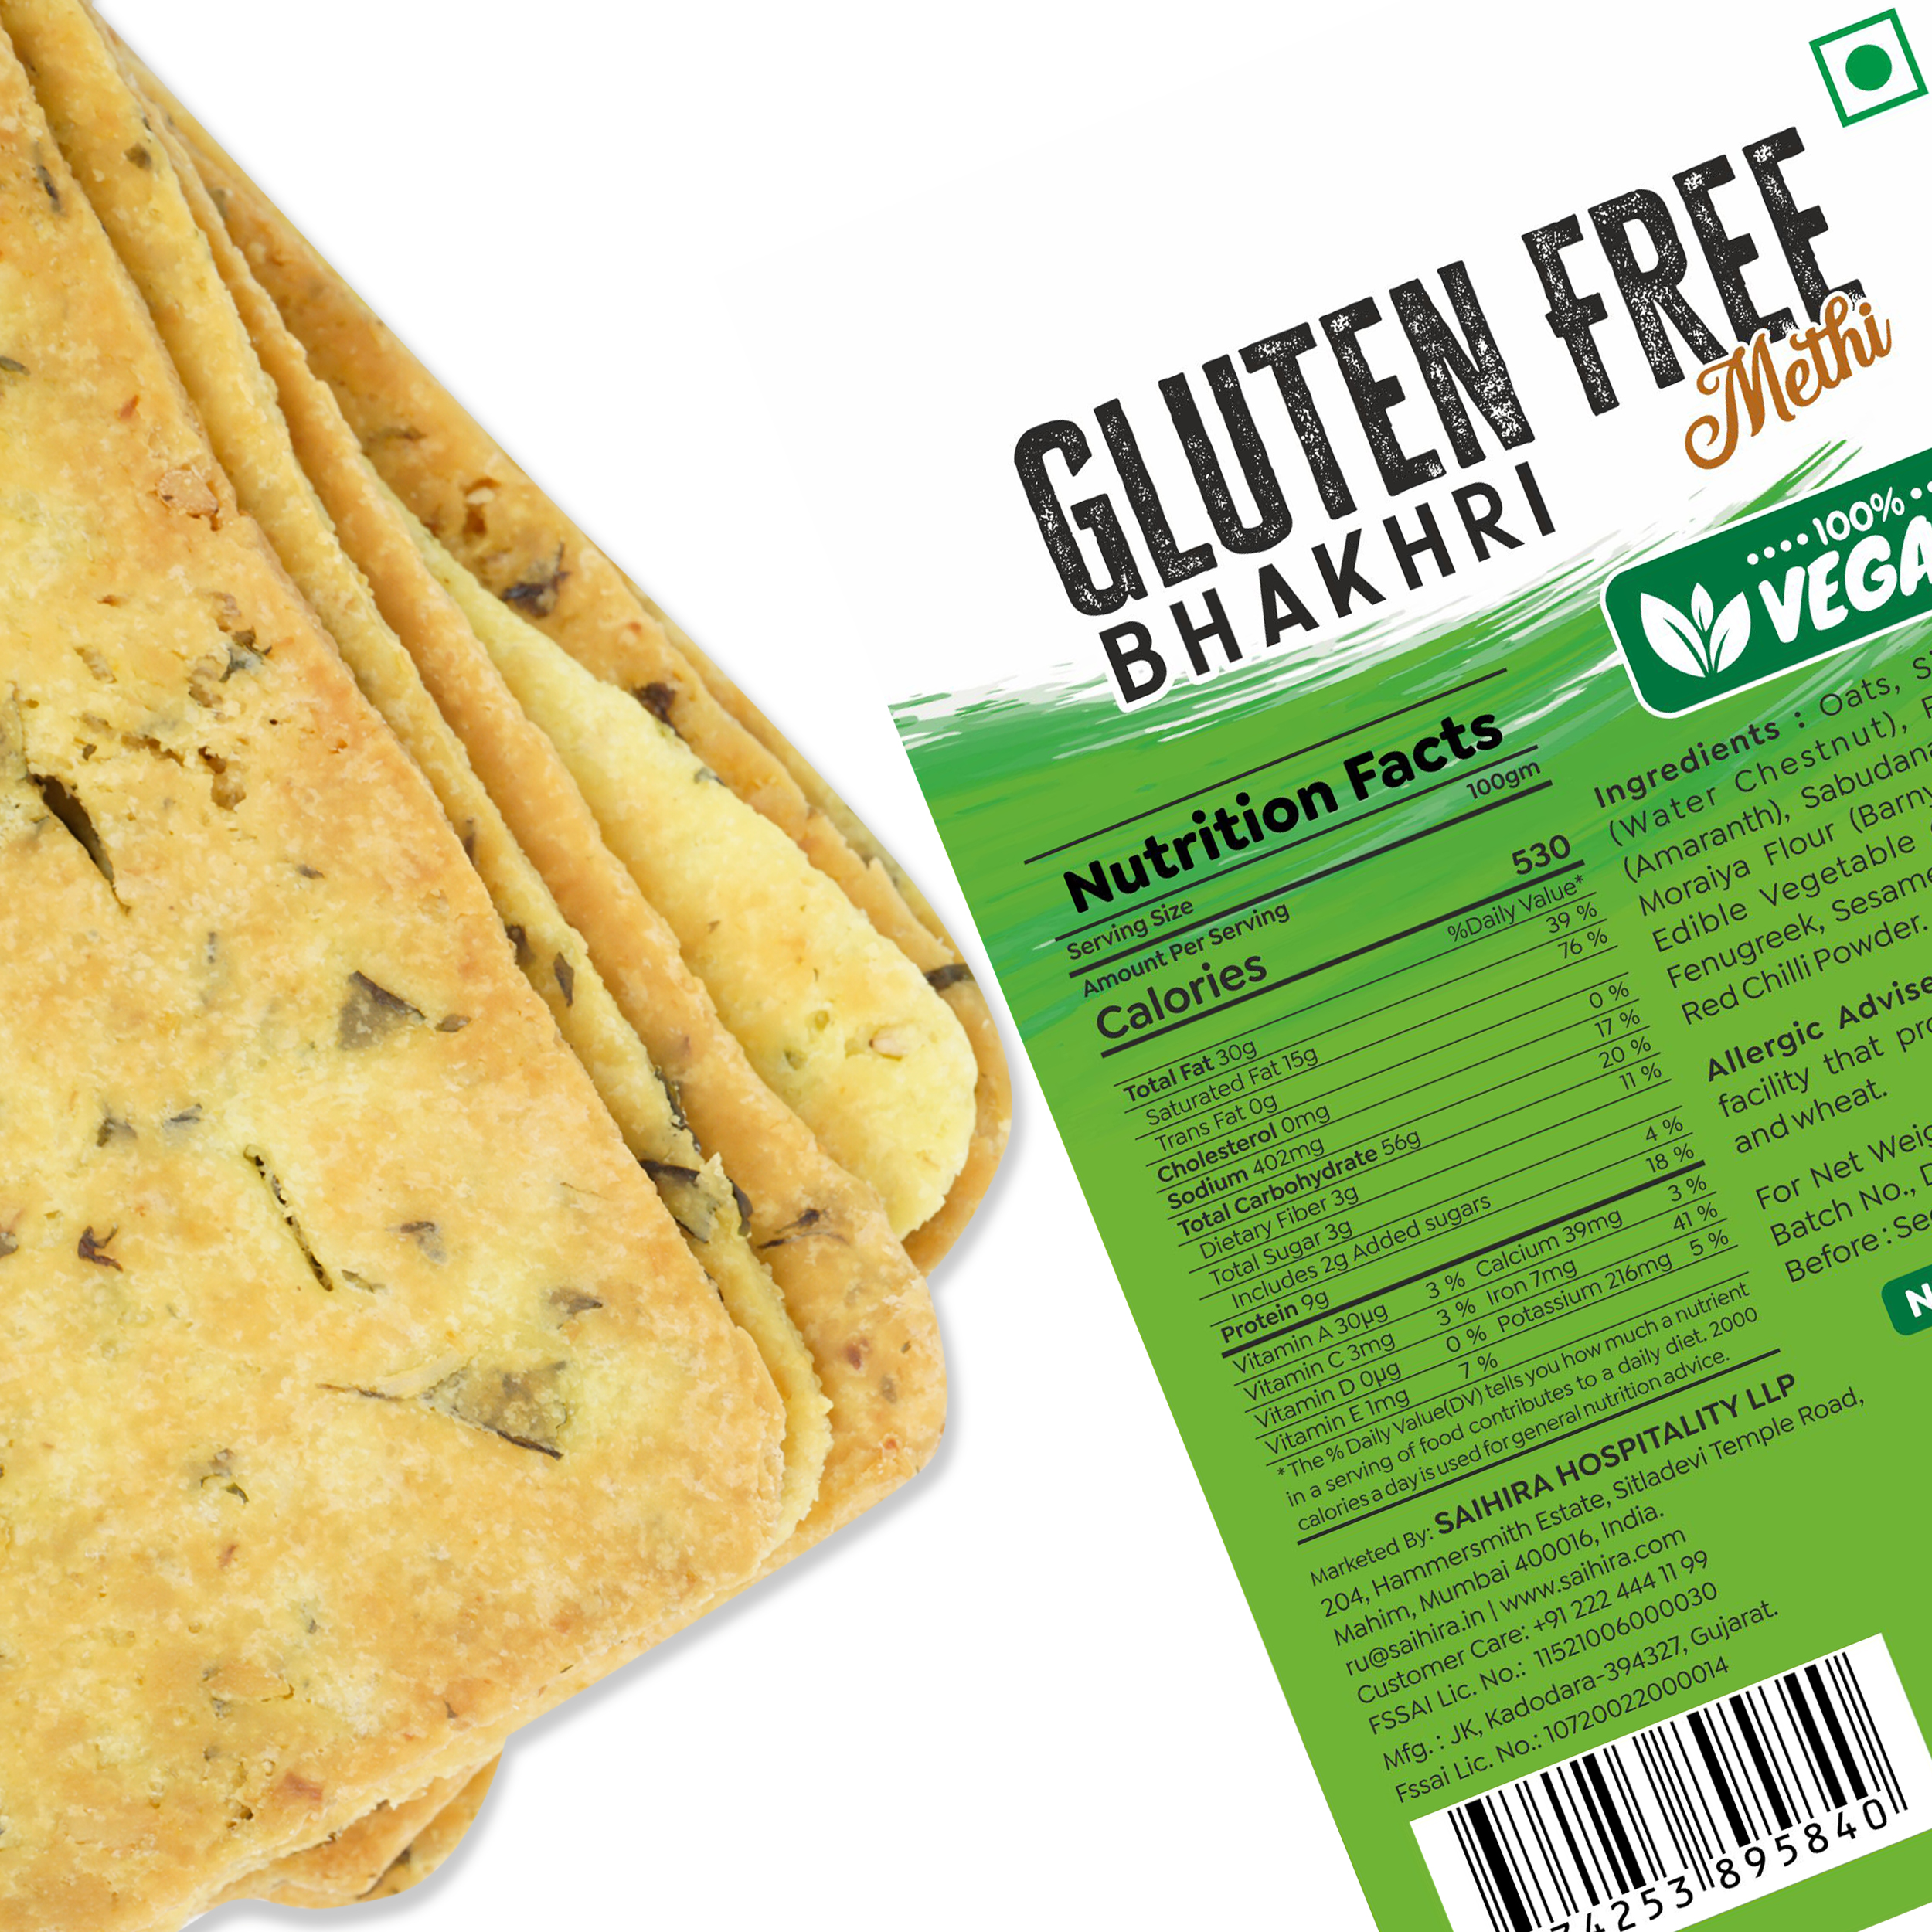 GLUTEN FREE
Methi
BHAKHRI
100%
Nutrition Facts
Serving Size 100gm
Amount Per Serving
Calories 530
%Daily Value*
Total Fat 30g 39 %
Saturated Fat 15g 76 %
Trans Fat 0g
Cholesterol 0mg 0 %
Sodium 402mg 17 %
Total Carbohydrate 56g 20 %
Dietary Fiber 3g 11 %
Total Sugar 3g
Includes 2g Added sugars 4 %
Protein 9g 18 %
Vitamin A 30µg 3 % Calcium 39mg 3 %
Vitamin C 3mg 3 % Iron 7mg 41 %
Vitamin D 0µg 0 % Potassium 216mg 5 %
Vitamin E 1mg 7 %
*The % Daily Value(DV) tells you how much a nutrient
in a serving of food contributes to a daily diet. 2000
calories a day is used for general nutrition advice.
Marketed By: SAIHIRA HOSPITALITY LLP
204, Hammersmith Estate, Sitladevi Temple Road,
Mahim, Mumbai 400016, India.
ru@saihira.in | www.saihira.com
Customer Care: +91 222 444 11 99
FSSAI Lic. No.: 11521006000030
Mfg. : JK, Kadodara-394327, Gujarat.
Fssai Lic. No.: 10720022000014
4253 895840
Ingredients : Oats,
(Water Chestnut),
(Amaranth),
Moraiya Flour
Edible Vegetable
Fenugreek, Sesame
Red Chilli Powder.
Allergic
facility that
and wheat.
For Net
Batch No.,
Before :